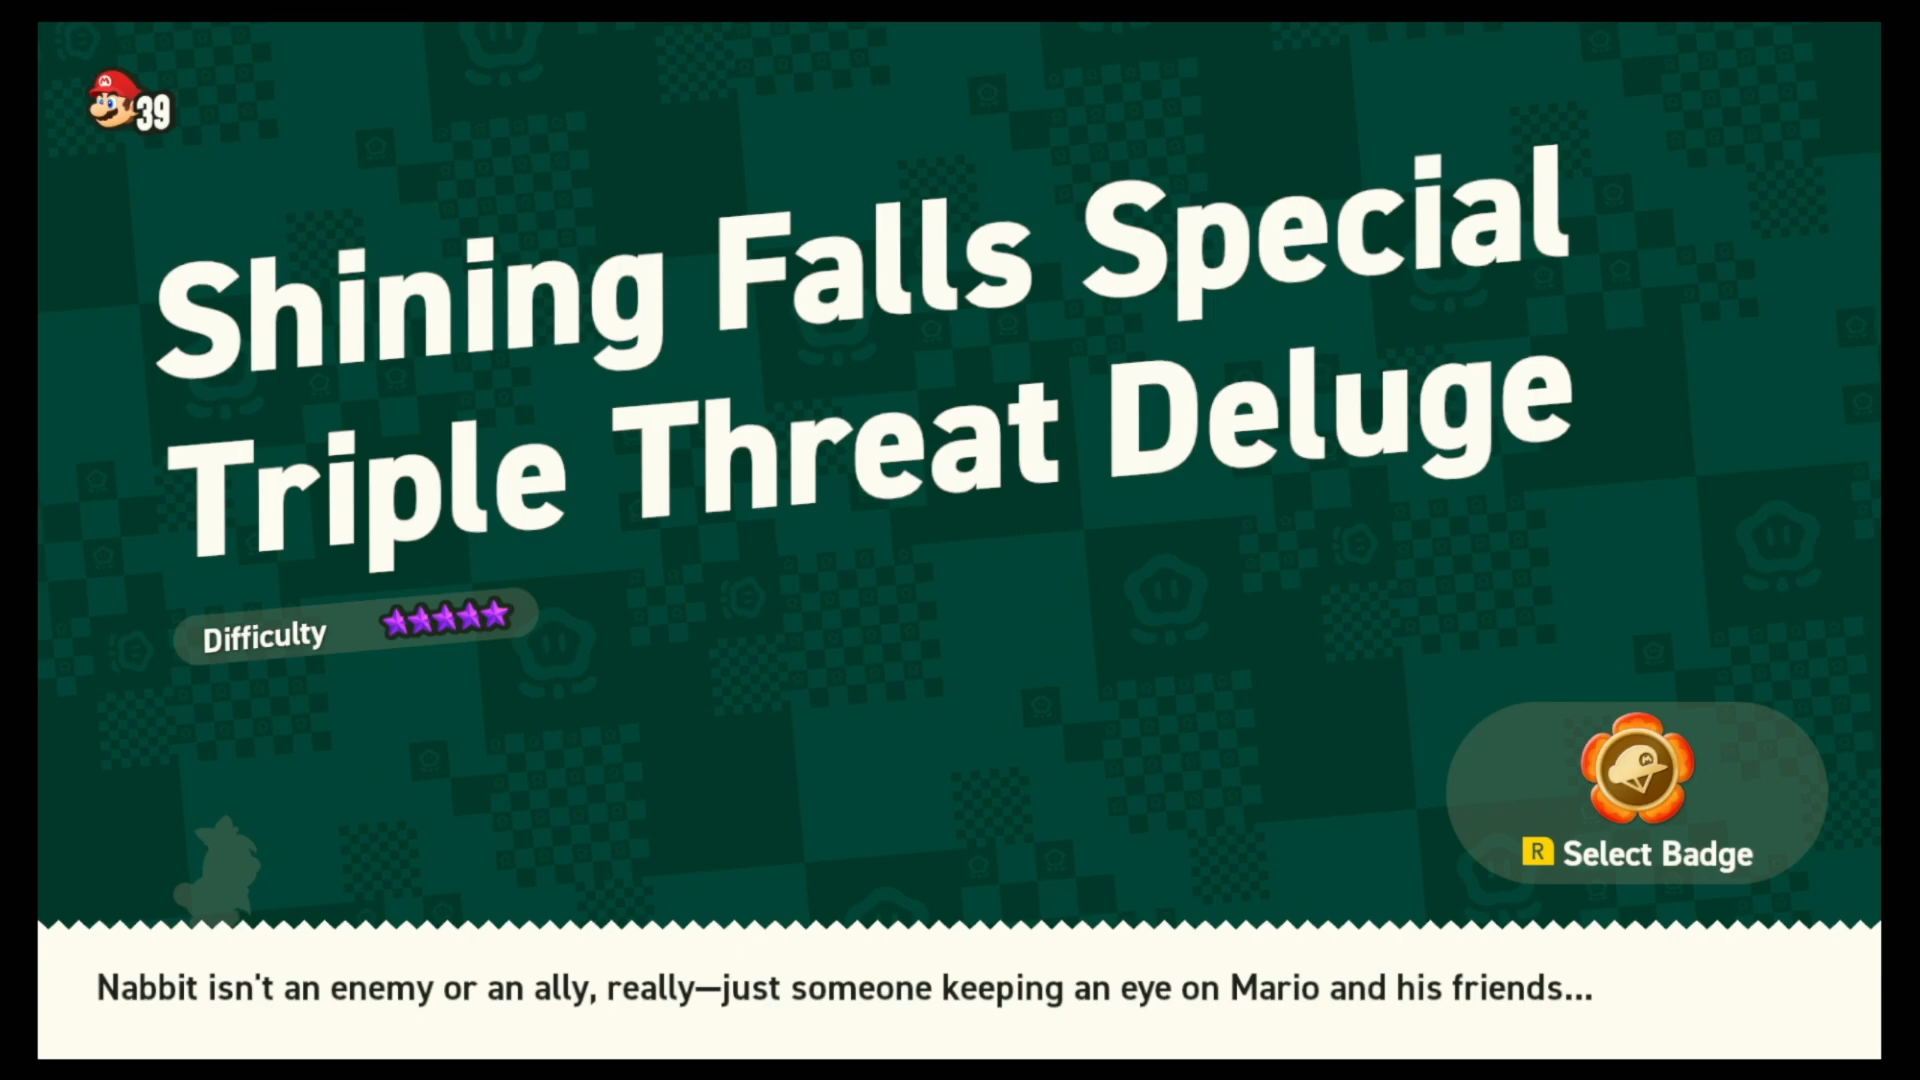 39
Shining Falls Special
Triple Threat Deluge
Difficulty
R Select Badge
Nabbit isn't an enemy or an ally, really—just someone keeping an eye on Mario and his friends...